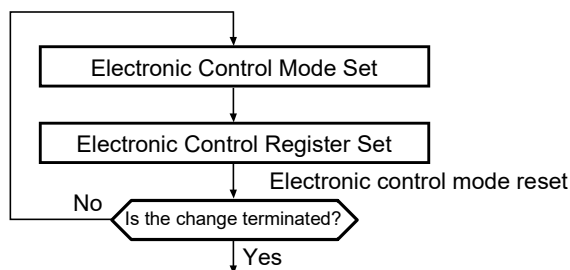 Electronic Control Mode Set
Electronic Control Register Set
Electronic control mode reset
No
Is the change terminated?
Yes